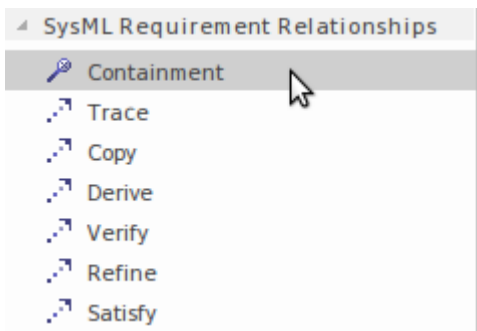 SysML Requirement Relationships
Containment
Trace
Copy
Derive
Verify
Refine
Satisfy